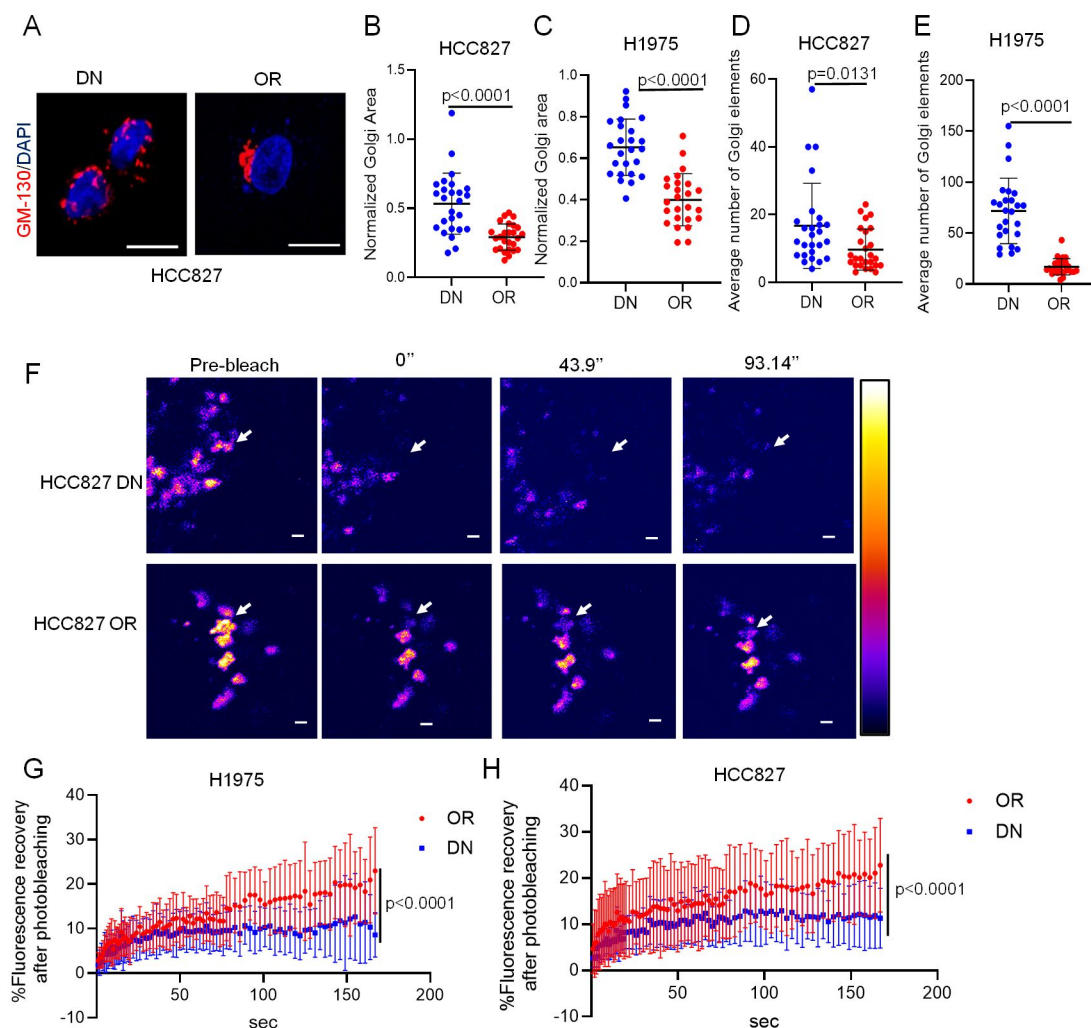 A
DN
OR
GM-130/DAPI
HCC827
B
HCC827
Normalized Golgi Area
1.5
1.0
0.5
0.0
p<0.0001
DN
OR
C
H1975
Normalized Golgi area
1.0
0.8
0.6
0.4
0.2
0.0
p<0.0001
DN
OR
D
HCC827
Average number of Golgi elements
60
40
20
0
p=0.0131
DN
OR
E
H1975
Average number of Golgi elements
200
150
100
50
0
p<0.0001
DN
OR
F
Pre-bleach
0’’
43.9’’
93.14’’
HCC827 DN
HCC827 OR
G
H1975
%Fluorescence recovery
after photobleaching
40
30
20
10
0
-10
50
100
150
200
sec
OR
DN
p<0.0001
H
HCC827
%Fluorescence recovery
after photobleaching
40
30
20
10
0
-10
50
100
150
200
sec
OR
DN
p<0.0001